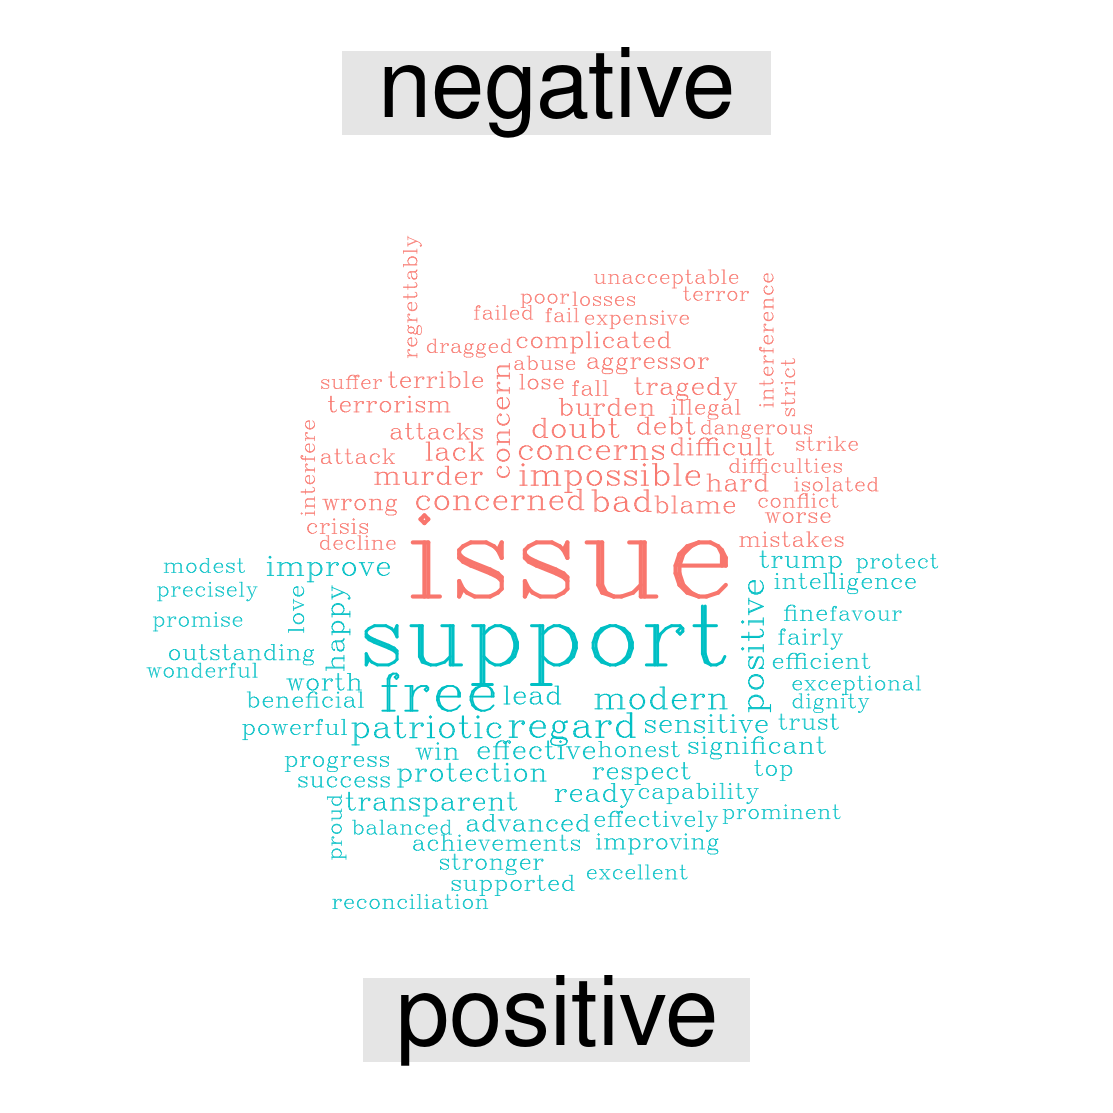 negative
regrettably
unacceptable
poor losses terror
interference
failed fail expensive
dragged complicated
abuse aggressor
strict
suffer terrible concern lose fall tragedy
terrorism burden illegal
attacks doubt debt dangerous
interfere attack lack concerns difficult strike
murder impossible difficulties
hard isolated
wrong concerned bad blame conflict
crisis worse
decline issue mistakes
modest improve trump protect
precisely love happy positive intelligence
promise support fine favour
fairly
outstanding efficient
wonderful worth exceptional
beneficial free lead modern dignity
powerful patriotic regard sensitive trust
progress win effective honest significant
success protection respect top
proud transparent ready capability
balanced advanced effectively prominent
achievements improving
stronger
supported excellent
reconciliation
positive